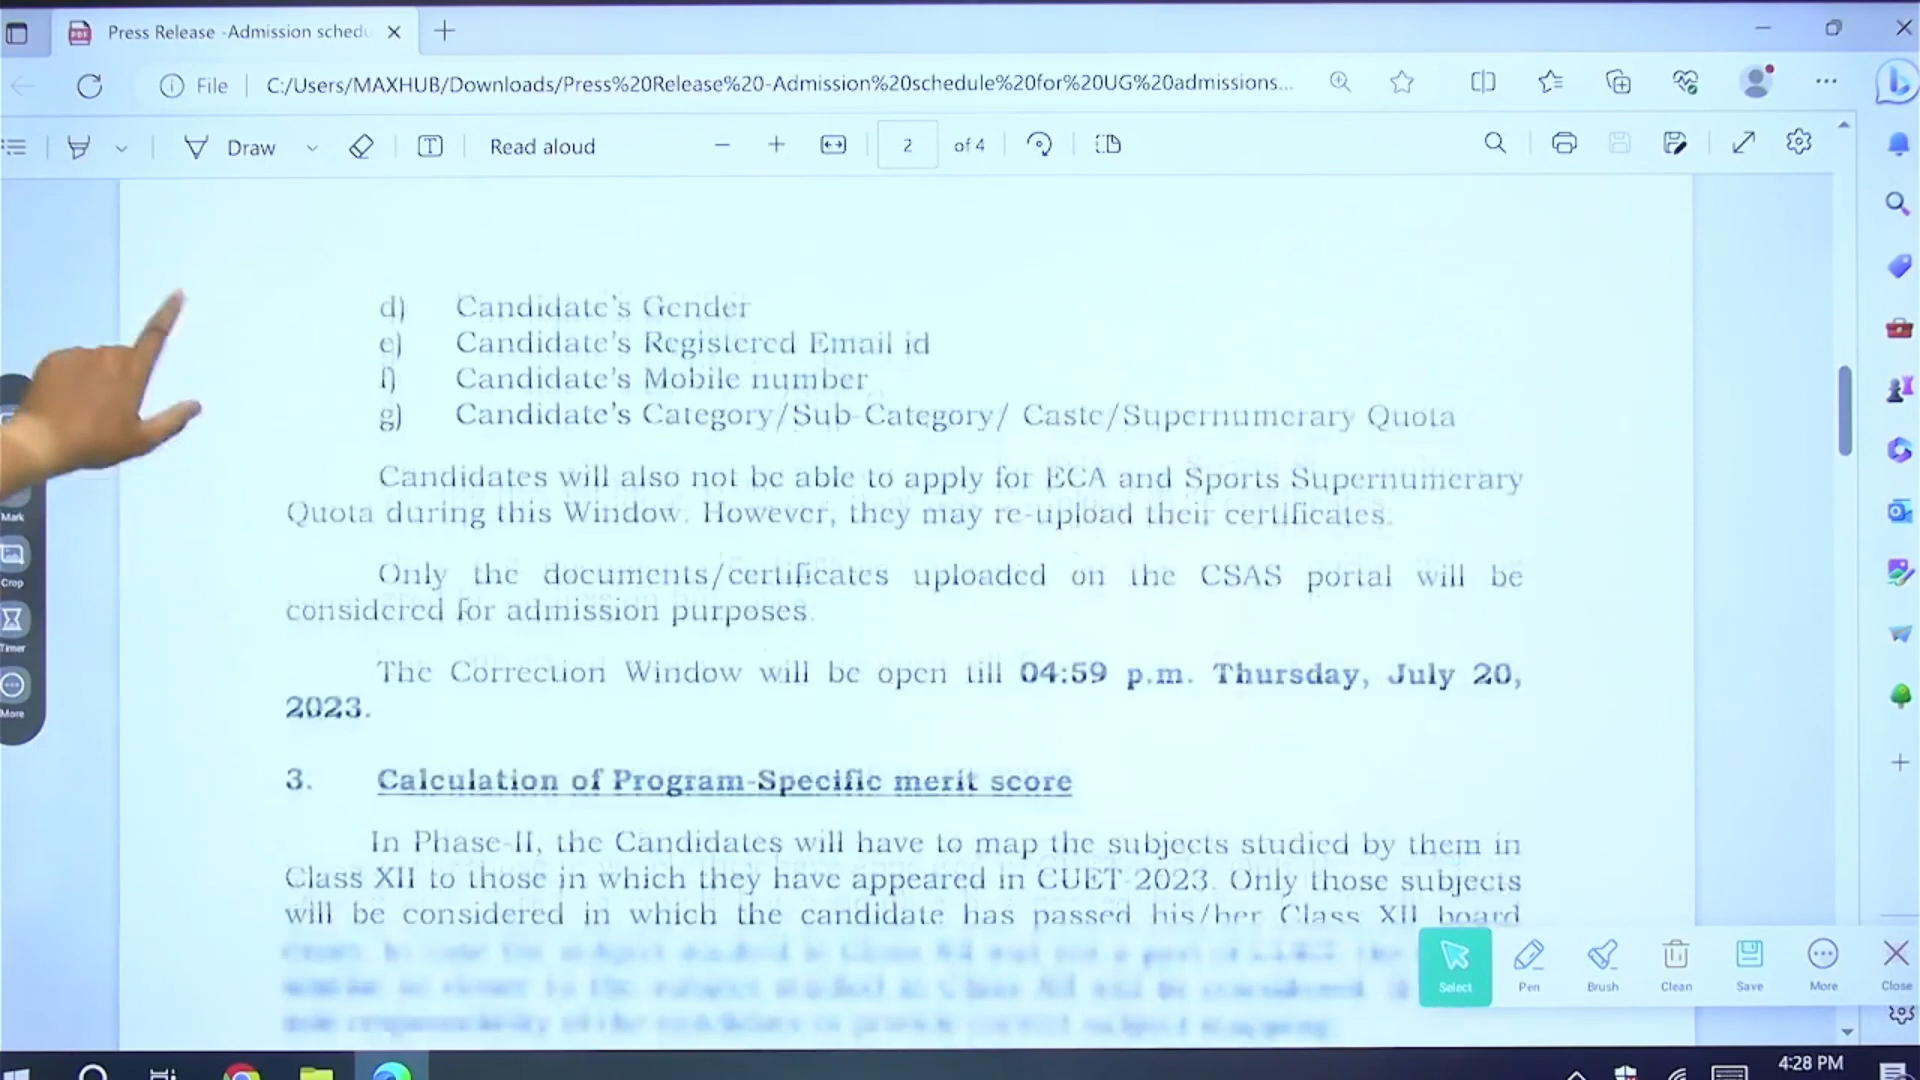 Press Release -Admission schedu
File
C:/Users/MAXHUB/Downloads/Press%20Release%20-Admission%20schedule%20for%20UG%20admissions...
Draw
Read aloud
2
of 4
d) Candidate's Gender
e) Candidate's Registered Email id
f) Candidate's Mobile number
g) Candidate's Category/Sub-Category/ Caste/Supernumerary Quota
Candidates will also not be able to apply for ECA and Sports Supernumerary
Quota during this Window. However, they may re-upload their certificates.
Only the documents/certificates uploaded on the CSAS portal will be
considered for admission purposes.
The Correction Window will be open till 04:59 p.m. Thursday, July 20,
2023.
3. Calculation of Program-Specific merit score
In Phase-II, the Candidates will have to map the subjects studied by them in
Class XII to those in which they have appeared in CUET-2023. Only those subjects
will be considered in which the candidate has passed his/her Class XII board
Mark
Crop
Timer
More
Select
Pen
Brush
Clean
Save
More
Close
4:28 PM